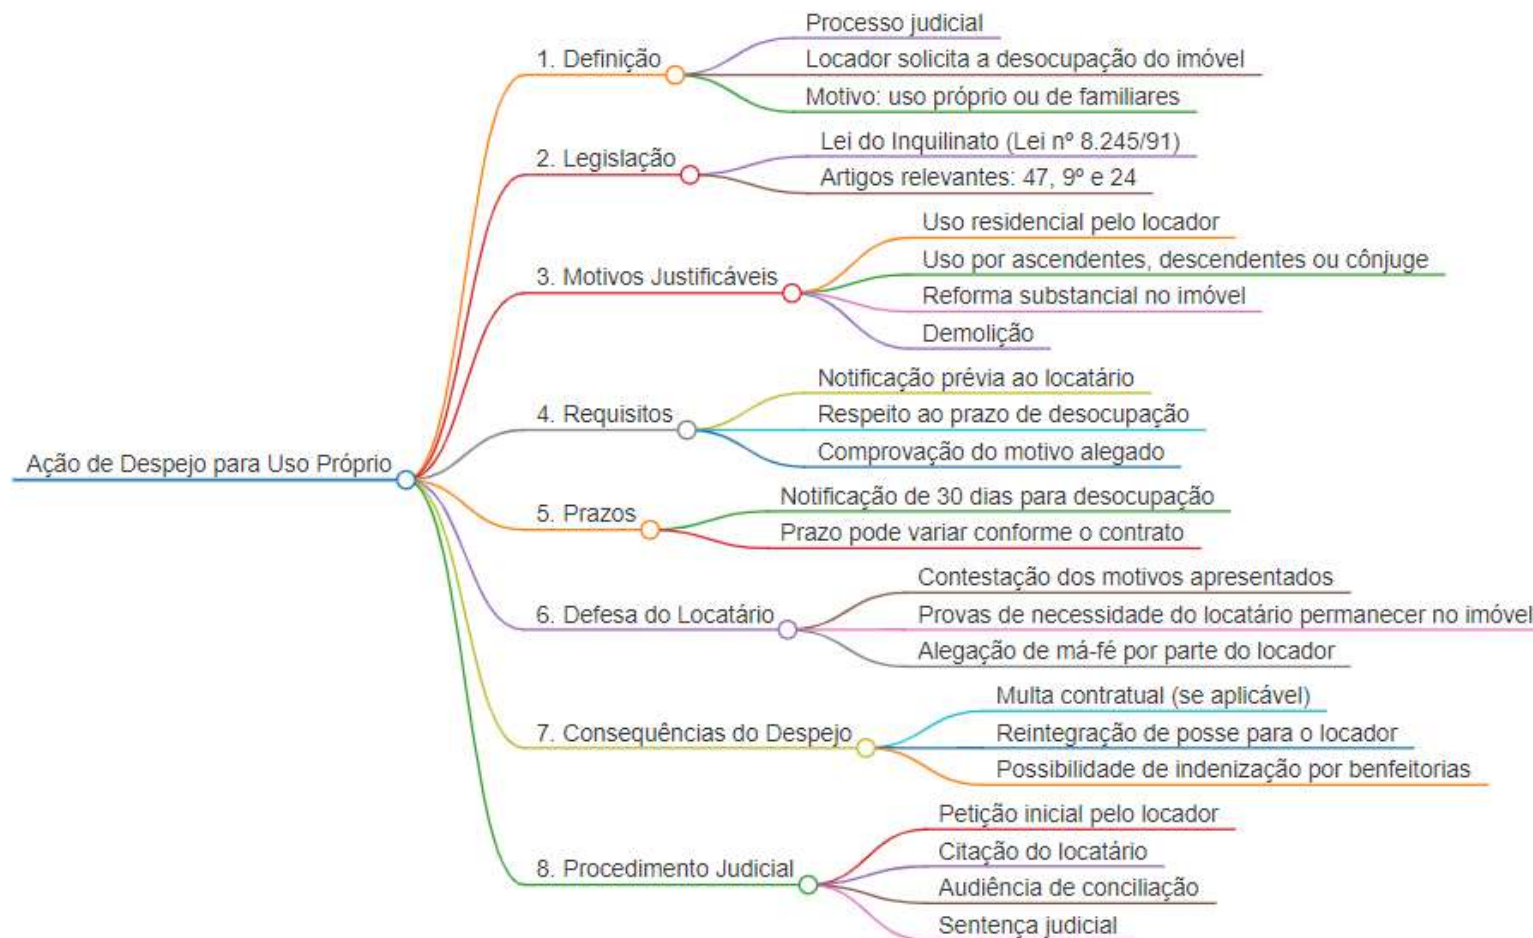 Ação de Despejo para Uso Próprio
1. Definição
Processo judicial
Locador solicita a desocupação do imóvel
Motivo: uso próprio ou de familiares
2. Legislação
Lei do Inquilinato (Lei nº 8.245/91)
Artigos relevantes: 47, 9º e 24
3. Motivos Justificáveis
Uso residencial pelo locador
Uso por ascendentes, descendentes ou cônjuge
Reforma substancial no imóvel
Demolição
4. Requisitos
Notificação prévia ao locatário
Respeito ao prazo de desocupação
Comprovação do motivo alegado
5. Prazos
Notificação de 30 dias para desocupação
Prazo pode variar conforme o contrato
6. Defesa do Locatário
Contestação dos motivos apresentados
Provas de necessidade do locatário permanecer no imóvel
Alegação de má-fé por parte do locador
7. Consequências do Despejo
Multa contratual (se aplicável)
Reintegração de posse para o locador
Possibilidade de indenização por benfeitorias
8. Procedimento Judicial
Petição inicial pelo locador
Citação do locatário
Audiência de conciliação
Sentença judicial